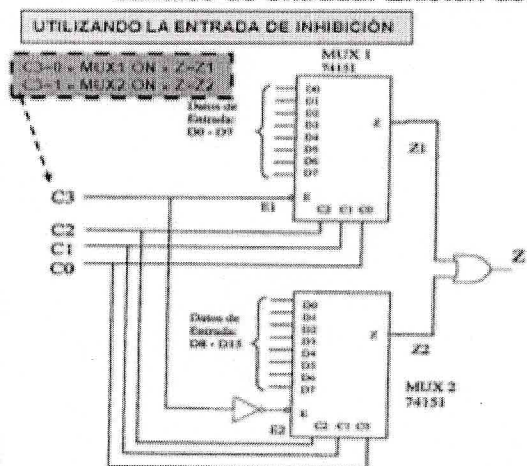 UTILIZANDO LA ENTRADA DE INHIBICIÓN
C3=0 = MUX1 ON = Z=Z1
C3=1 = MUX2 ON = Z=Z2
MUX 1
74151
Datos de
Entrada:
D0 - D7
D0
D1
D2
D3
D4
D5
D6
D7
Z
Z1
C3
E1
E
C2 C1 C0
C2
C1
C0
Z
Datos de
Entrada:
D8 - D15
D0
D1
D2
D3
D4
D5
D6
D7
Z
Z2
MUX 2
74151
E
E2
C2 C1 C0